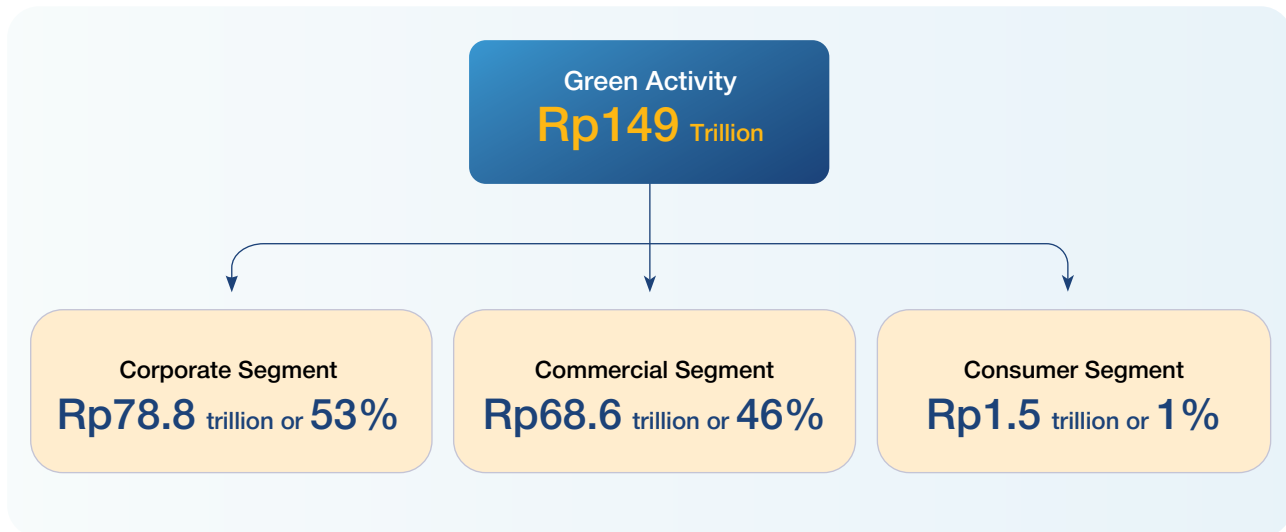 Green Activity
Rp149 Trillion
Corporate Segment
Rp78.8 trillion or 53%
Commercial Segment
Rp68.6 trillion or 46%
Consumer Segment
Rp1.5 trillion or 1%